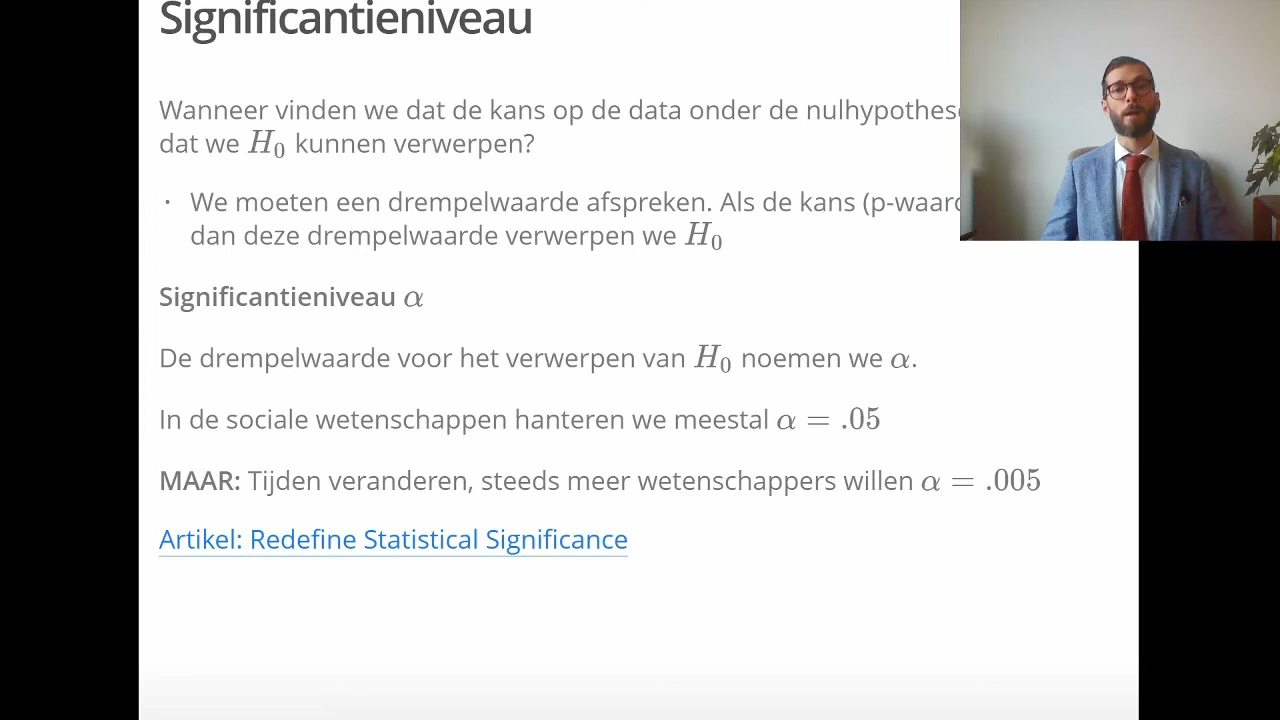 Significantieniveau
Wanneer vinden we dat de kans op de data onder de nulhypothese
dat we H₀ kunnen verwerpen?
· We moeten een drempelwaarde afspreken. Als de kans (p-waard
dan deze drempelwaarde verwerpen we H₀
Significantieniveau α
De drempelwaarde voor het verwerpen van H₀ noemen we α.
In de sociale wetenschappen hanteren we meestal α = .05
MAAR: Tijden veranderen, steeds meer wetenschappers willen α = .005
Artikel: Redefine Statistical Significance